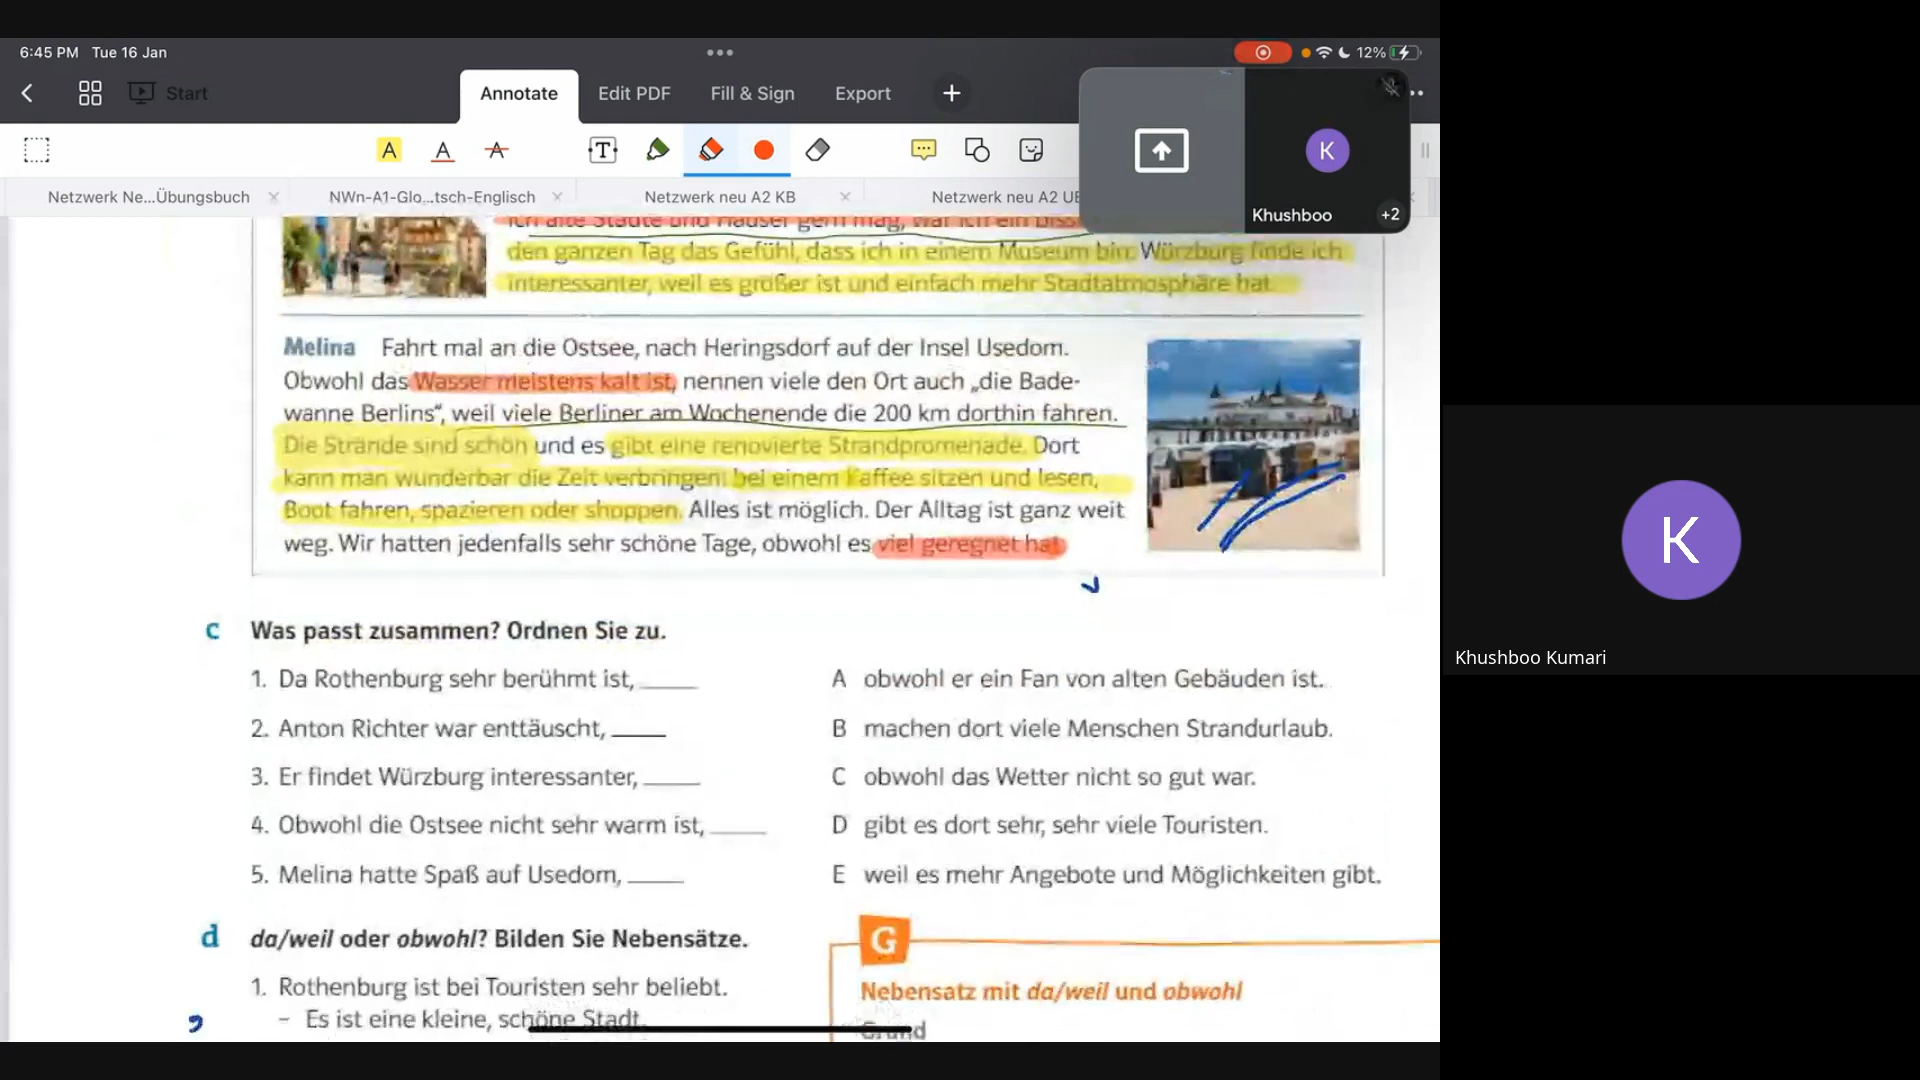 6:45 PM Tue 16 Jan
12%
Start
Annotate
Edit PDF
Fill & Sign
Export
Netzwerk Ne...Übungsbuch
NWn-A1-Glo...tsch-Englisch
Netzwerk neu A2 KB
Netzwerk neu A2 UE
K
Khushboo
+2
ich alte Städte und Häuser gern mag, war ich ein
den ganzen Tag das Gefühl, dass ich in einem Museum bin. Würzburg finde ich
interessanter, weil es größer ist und einfach mehr Stadtatmosphäre hat.
Melina Fahrt mal an die Ostsee, nach Heringsdorf auf der Insel Usedom.
Obwohl das Wasser meistens kalt ist, nennen viele den Ort auch „die Bade-
wanne Berlins“, weil viele Berliner am Wochenende die 200 km dorthin fahren.
Die Strände sind schön und es gibt eine renovierte Strandpromenade. Dort
kann man wunderbar die Zeit verbringen: bei einem Kaffee sitzen und lesen,
Boot fahren, spazieren oder shoppen. Alles ist möglich. Der Alltag ist ganz weit
weg. Wir hatten jedenfalls sehr schöne Tage, obwohl es viel geregnet hat.
c Was passt zusammen? Ordnen Sie zu.
1. Da Rothenburg sehr berühmt ist, ____
2. Anton Richter war enttäuscht, ____
3. Er findet Würzburg interessanter, ____
4. Obwohl die Ostsee nicht sehr warm ist, ____
5. Melina hatte Spaß auf Usedom, ____
A obwohl er ein Fan von alten Gebäuden ist.
B machen dort viele Menschen Strandurlaub.
C obwohl das Wetter nicht so gut war.
D gibt es dort sehr, sehr viele Touristen.
E weil es mehr Angebote und Möglichkeiten gibt.
d da/weil oder obwohl? Bilden Sie Nebensätze.
1. Rothenburg ist bei Touristen sehr beliebt.
– Es ist eine kleine, schöne Stadt.
G
Nebensatz mit da/weil und obwohl
Grund
K
Khushboo Kumari